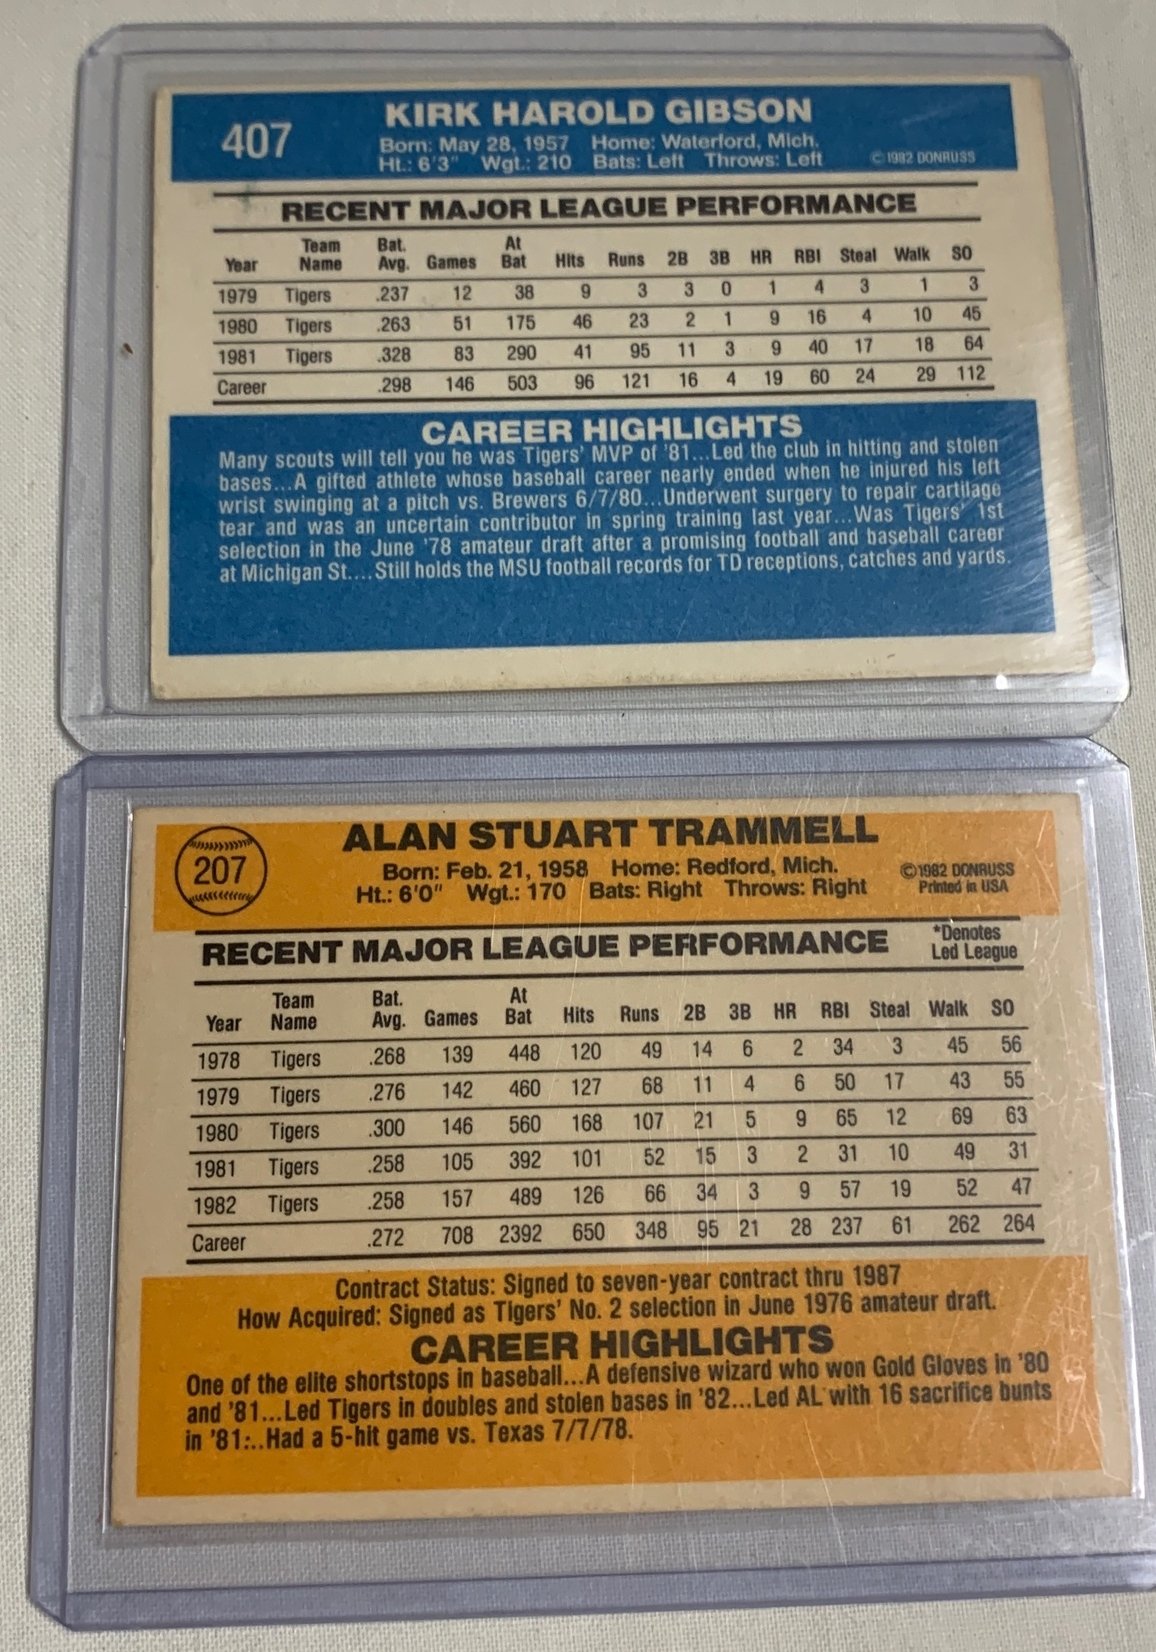 407
KIRK HAROLD GIBSON
Born: May 28, 1957 Home: Waterford, Mich.
Ht.: 6'3" Wgt.: 210 Bats: Left Throws: Left © 1982 DONRUSS
RECENT MAJOR LEAGUE PERFORMANCE
Year Team Name Bat. Avg. Games At Bat Hits Runs 2B 3B HR RBI Steal Walk SO
1979 Tigers .237 12 38 9 3 3 0 1 4 3 1 3
1980 Tigers .263 51 175 46 23 2 1 9 16 4 10 45
1981 Tigers .328 83 290 41 95 11 3 9 40 17 18 64
Career .298 146 503 96 121 16 4 19 60 24 29 112
CAREER HIGHLIGHTS
Many scouts will tell you he was Tigers' MVP of '81...Led the club in hitting and stolen
bases...A gifted athlete whose baseball career nearly ended when he injured his left
wrist swinging at a pitch vs. Brewers 6/7/80...Underwent surgery to repair cartilage
tear and was an uncertain contributor in spring training last year...Was Tigers' 1st
selection in the June '78 amateur draft after a promising football and baseball career
at Michigan St....Still holds the MSU football records for TD receptions, catches and yards.
207
ALAN STUART TRAMMELL
Born: Feb. 21, 1958 Home: Redford, Mich. ©1982 DONRUSS
Ht.: 6'0" Wgt.: 170 Bats: Right Throws: Right Printed in USA
RECENT MAJOR LEAGUE PERFORMANCE *Denotes Led League
Year Team Name Bat. Avg. Games At Bat Hits Runs 2B 3B HR RBI Steal Walk SO
1978 Tigers .268 139 448 120 49 14 6 2 34 3 45 56
1979 Tigers .276 142 460 127 68 11 4 6 50 17 43 55
1980 Tigers .300 146 560 168 107 21 5 9 65 12 69 63
1981 Tigers .258 105 392 101 52 15 3 2 31 10 49 31
1982 Tigers .258 157 489 126 66 34 3 9 57 19 52 47
Career .272 708 2392 650 348 95 21 28 237 61 262 264
Contract Status: Signed to seven-year contract thru 1987
How Acquired: Signed as Tigers' No. 2 selection in June 1976 amateur draft.
CAREER HIGHLIGHTS
One of the elite shortstops in baseball...A defensive wizard who won Gold Gloves in '80
and '81...Led Tigers in doubles and stolen bases in '82...Led AL with 16 sacrifice bunts
in '81...Had a 5-hit game vs. Texas 7/7/78.